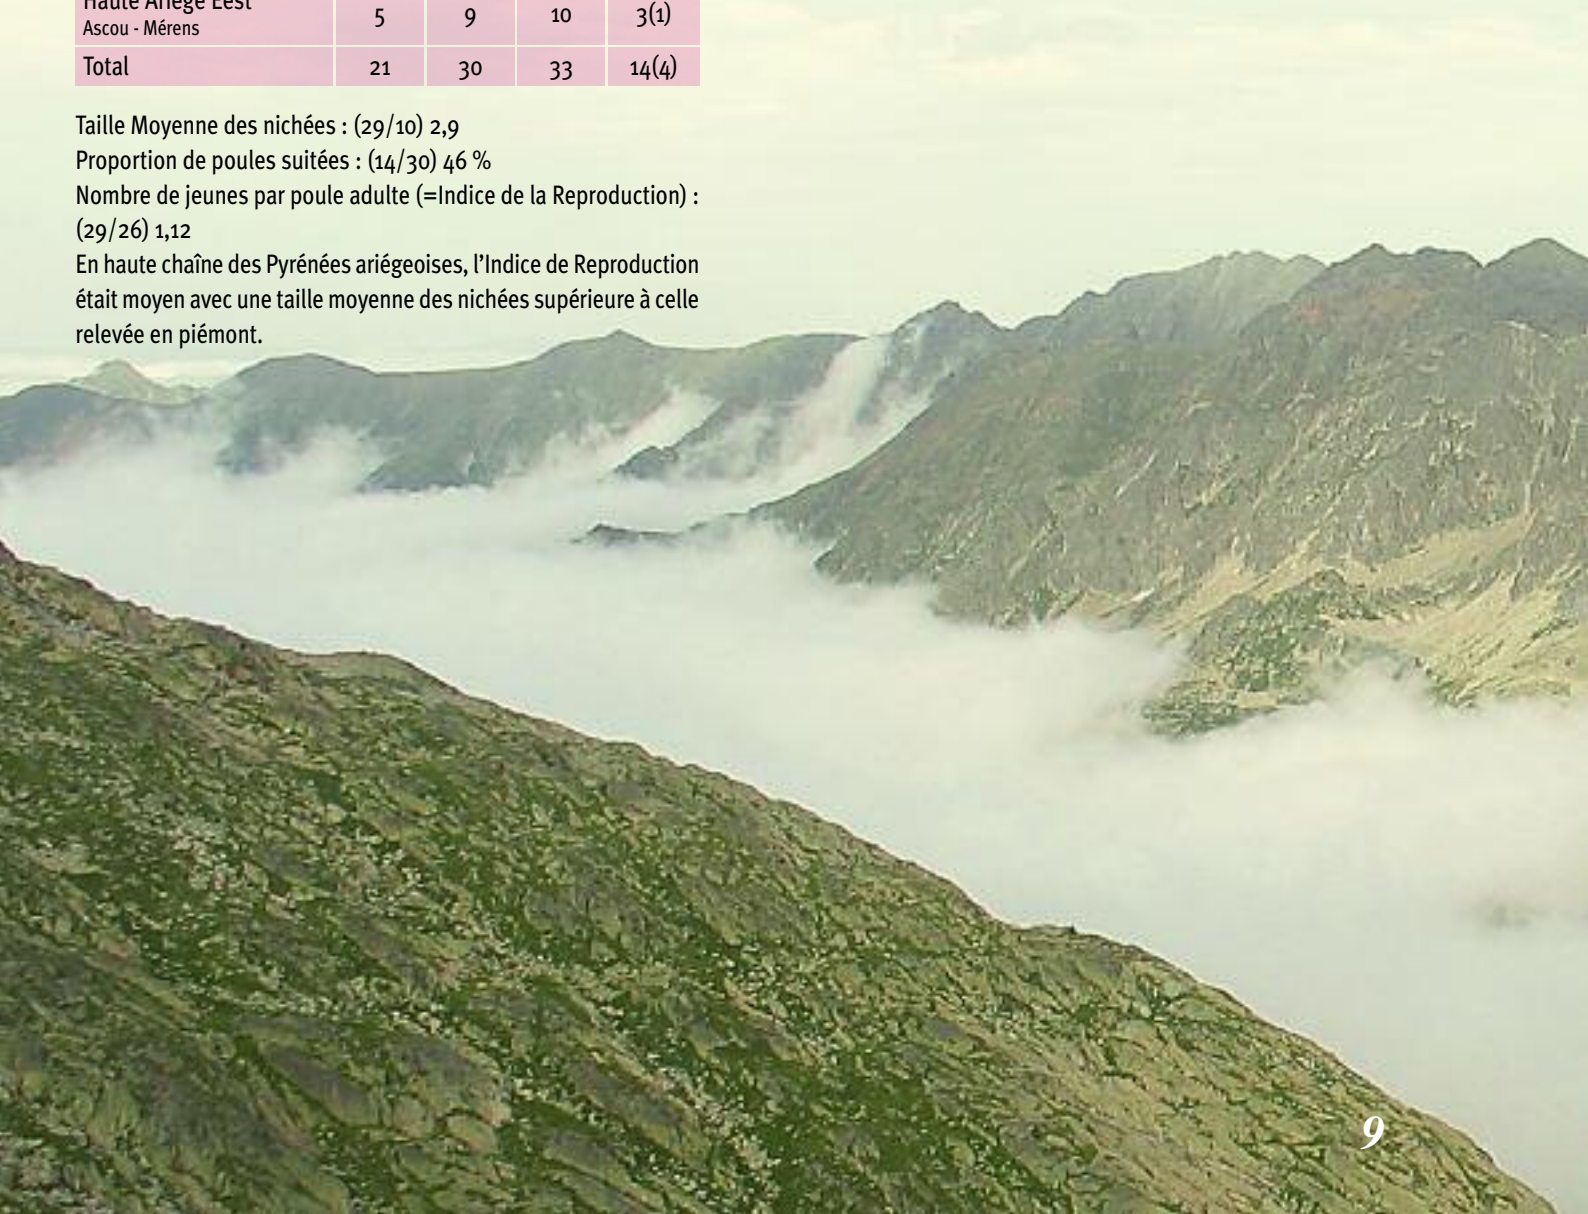 Haute Ariège Eest
Ascou - Mérens 5 9 10 3(1)
Total 21 30 33 14(4)
Taille Moyenne des nichées : (29/10) 2,9
Proportion de poules suitées : (14/30) 46 %
Nombre de jeunes par poule adulte (=Indice de la Reproduction) :
(29/26) 1,12
En haute chaîne des Pyrénées ariégeoises, l’Indice de Reproduction
était moyen avec une taille moyenne des nichées supérieure à celle
relevée en piémont.
9